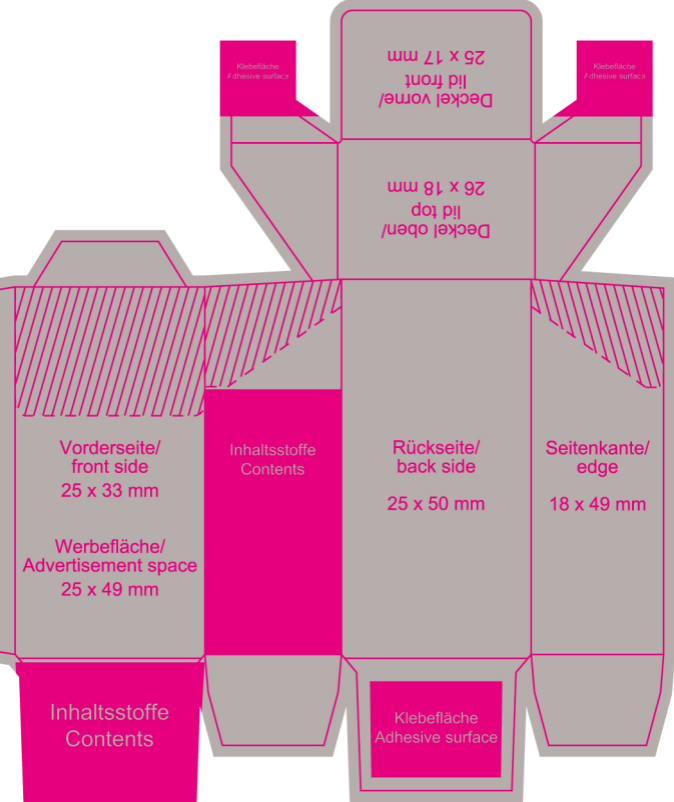 Klebefläche
Adhesive surface
Deckel vorne/
lid front
25 x 17 mm
Klebefläche
Adhesive surface
Deckel oben/
lid top
26 x 18 mm
Vorderseite/
front side
25 x 33 mm
Werbefläche/
Advertisement space
25 x 49 mm
Inhaltsstoffe
Contents
Rückseite/
back side
25 x 50 mm
Seitenkante/
edge
18 x 49 mm
Inhaltsstoffe
Contents
Klebefläche
Adhesive surface